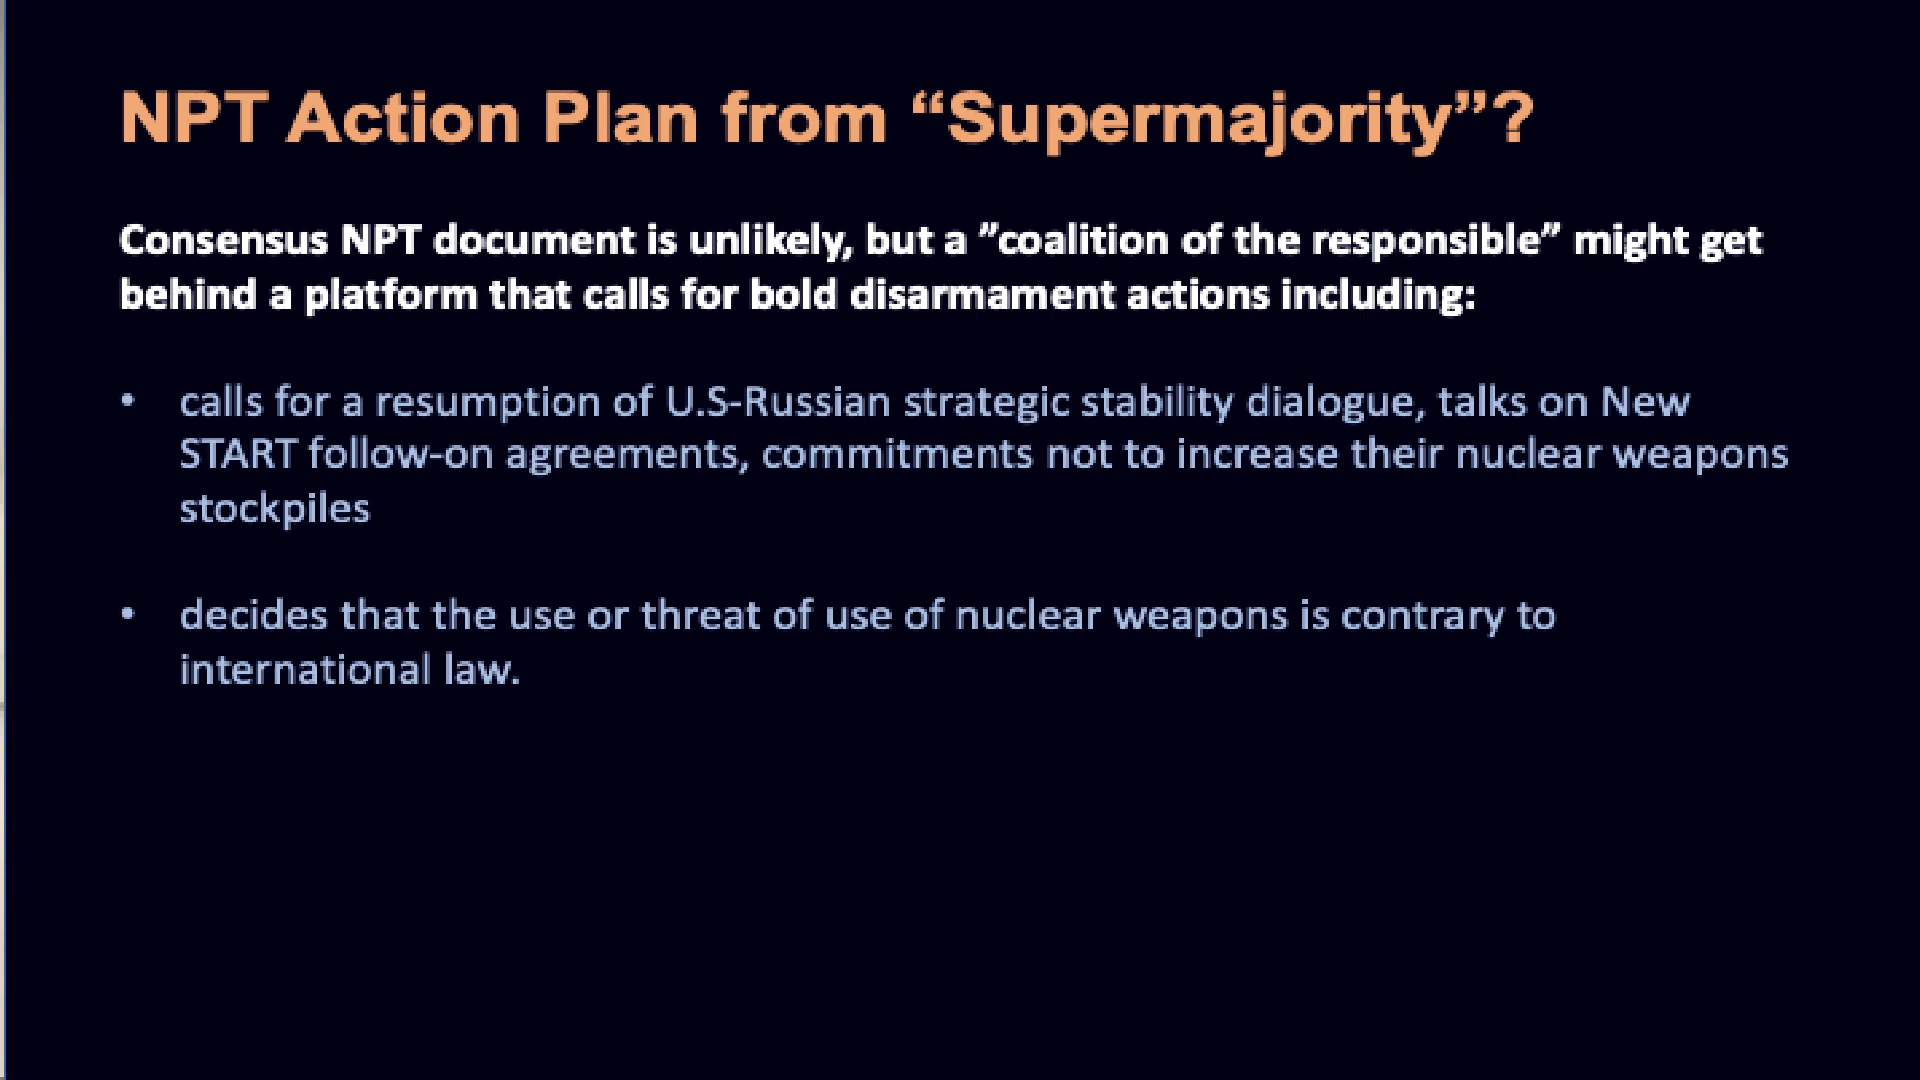 NPT Action Plan from “Supermajority”?
Consensus NPT document is unlikely, but a ”coalition of the responsible” might get
behind a platform that calls for bold disarmament actions including:
• calls for a resumption of U.S-Russian strategic stability dialogue, talks on New
START follow-on agreements, commitments not to increase their nuclear weapons
stockpiles
• decides that the use or threat of use of nuclear weapons is contrary to
international law.